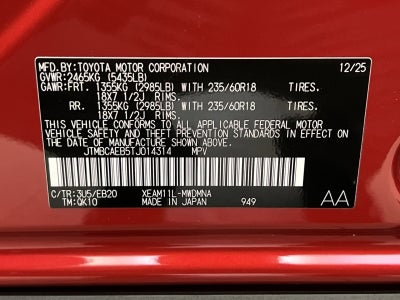 MFD.BY:TOYOTA MOTOR CORPORATION 12/25
GVWR:2465KG (5435LB)
GAWR:FRT. 1355KG (2985LB) WITH 235/60R18 TIRES.
18X7 1/2J RIMS.
RR. 1355KG (2985LB) WITH 235/60R18 TIRES.
18X7 1/2J RIMS.
THIS VEHICLE CONFORMS TO ALL APPLICABLE FEDERAL MOTOR
VEHICLE SAFETY STANDARDS IN EFFECT ON THE DATE OF
MANUFACTURE SHOWN ABOVE.
JTMBCAEB5TJ014314 MPV
C/TR:3U5/EB20 XEAM11L-MWDMNA
TM:QK10 MADE IN JAPAN 949
AA